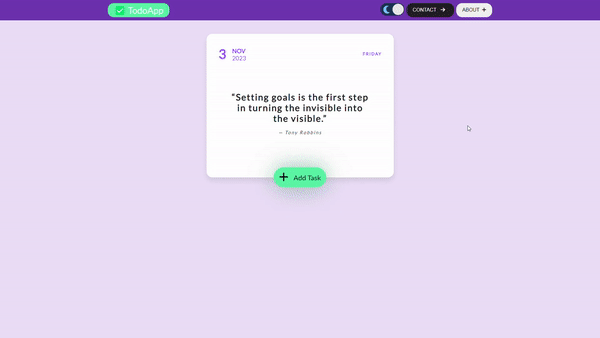 TodoApp
CONTACT →
ABOUT +
3
NOV
2023
FRIDAY
“Setting goals is the first step
in turning the invisible into
the visible.”
— Tony Robbins
+ Add Task